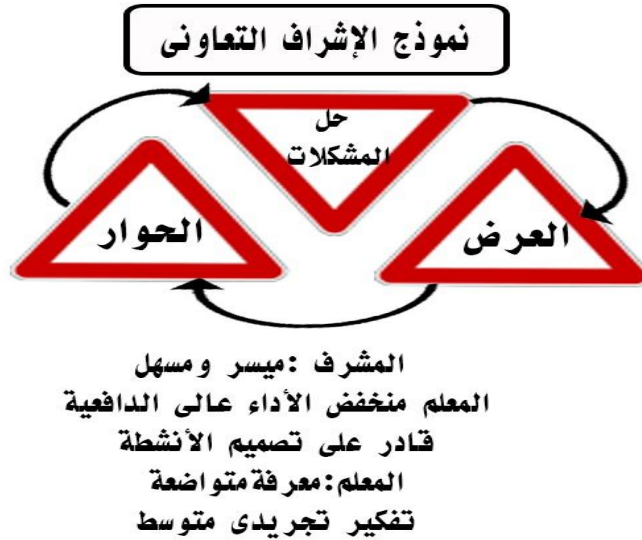 نموذج الإشراف التعاونى
حل
المشكلات
العرض
الحوار
المشرف :ميسر ومسهل
المعلم منخفض الأداء عالى الدافعية
قادر على تصميم الأنشطة
المعلم:معرفة متواضعة
تفكير تجريدى متوسط